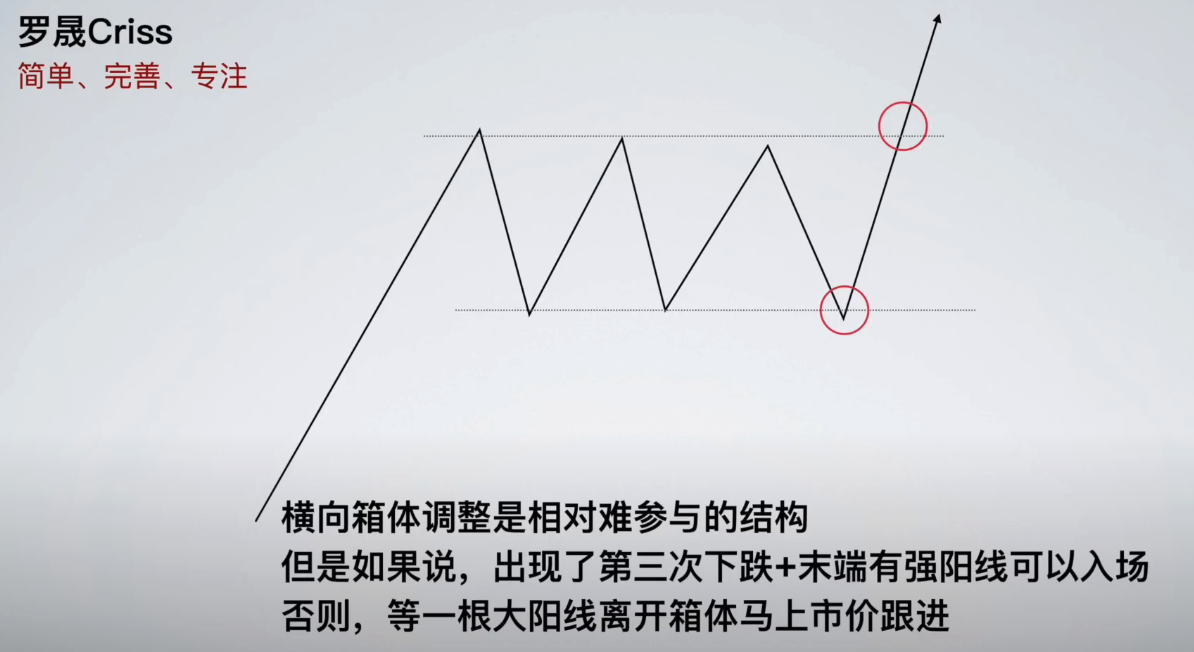 罗晟Criss
简单、完善、专注
横向箱体调整是相对难参与的结构
但是如果说，出现了第三次下跌+末端有强阳线可以入场
否则，等一根大阳线离开箱体马上市价跟进